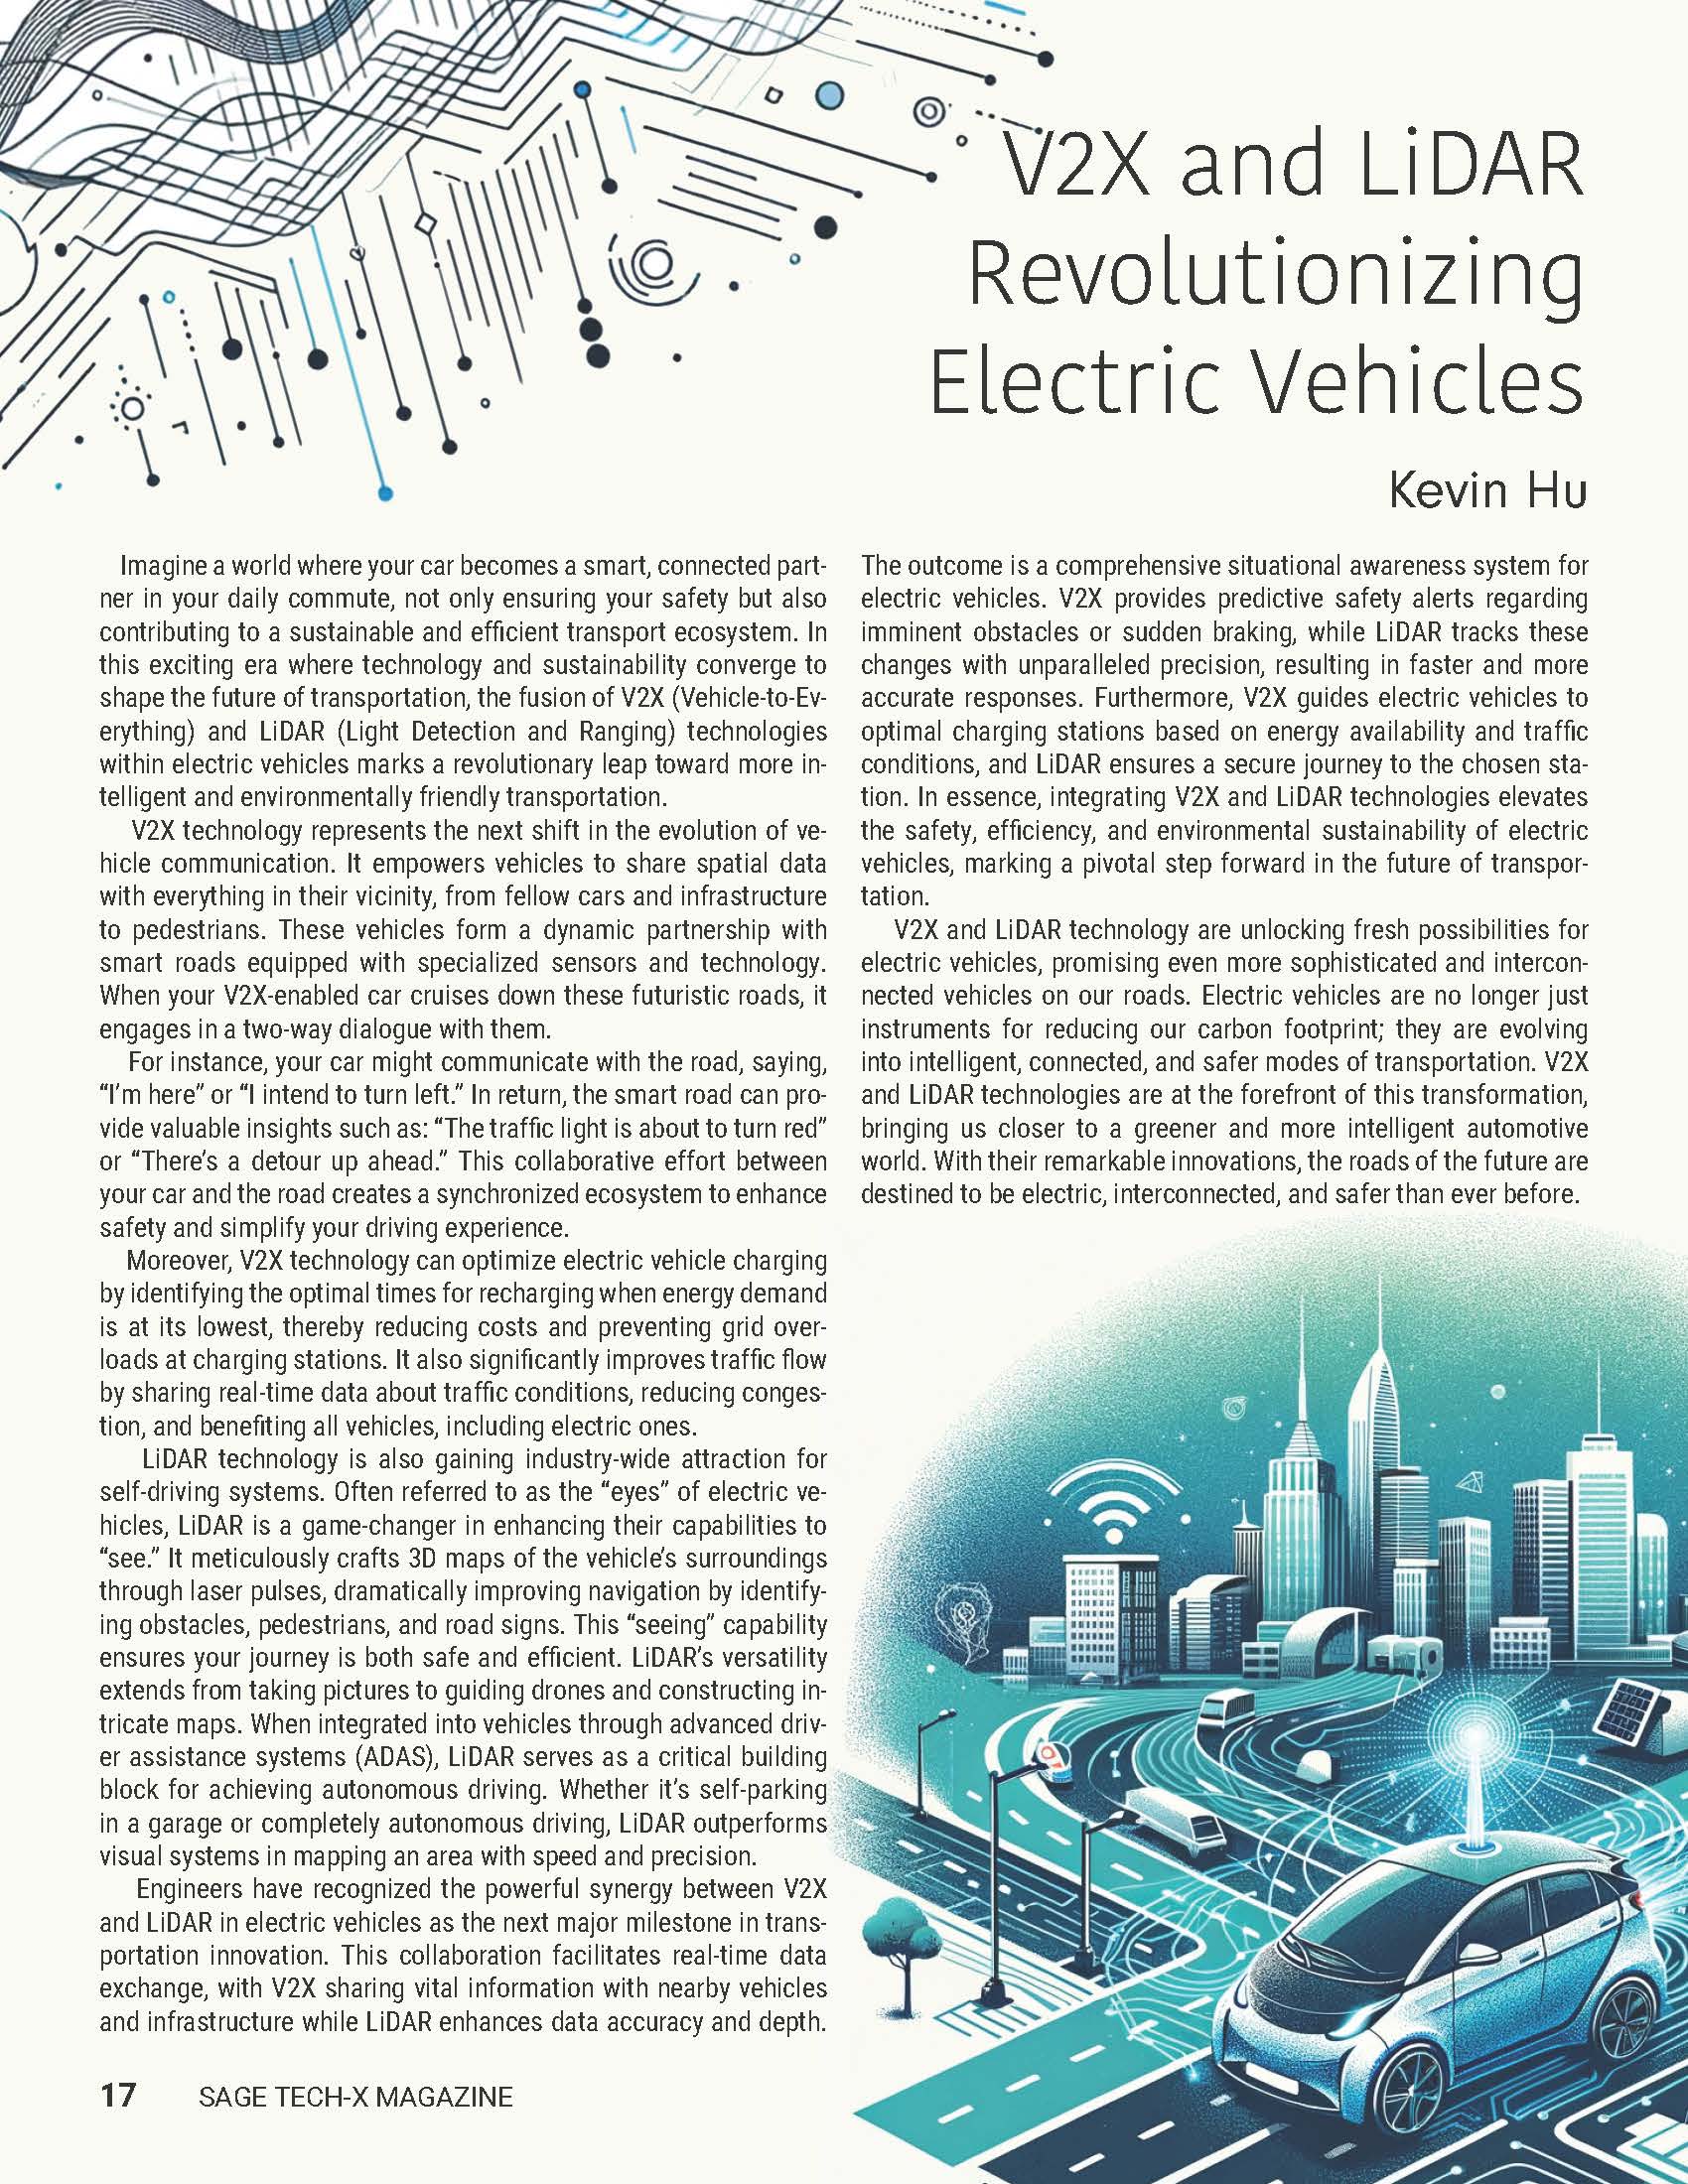 V2X and LiDAR
Revolutionizing
Electric Vehicles
Kevin Hu
Imagine a world where your car becomes a smart, connected part-
ner in your daily commute, not only ensuring your safety but also
contributing to a sustainable and efficient transport ecosystem. In
this exciting era where technology and sustainability converge to
shape the future of transportation, the fusion of V2X (Vehicle-to-Ev-
erything) and LiDAR (Light Detection and Ranging) technologies
within electric vehicles marks a revolutionary leap toward more in-
telligent and environmentally friendly transportation.
V2X technology represents the next shift in the evolution of ve-
hicle communication. It empowers vehicles to share spatial data
with everything in their vicinity, from fellow cars and infrastructure
to pedestrians. These vehicles form a dynamic partnership with
smart roads equipped with specialized sensors and technology.
When your V2X-enabled car cruises down these futuristic roads, it
engages in a two-way dialogue with them.
For instance, your car might communicate with the road, saying,
“I’m here” or “I intend to turn left.” In return, the smart road can pro-
vide valuable insights such as: “The traffic light is about to turn red”
or “There’s a detour up ahead.” This collaborative effort between
your car and the road creates a synchronized ecosystem to enhance
safety and simplify your driving experience.
Moreover, V2X technology can optimize electric vehicle charging
by identifying the optimal times for recharging when energy demand
is at its lowest, thereby reducing costs and preventing grid over-
loads at charging stations. It also significantly improves traffic flow
by sharing real-time data about traffic conditions, reducing conges-
tion, and benefiting all vehicles, including electric ones.
LiDAR technology is also gaining industry-wide attraction for
self-driving systems. Often referred to as the “eyes” of electric ve-
hicles, LiDAR is a game-changer in enhancing their capabilities to
“see.” It meticulously crafts 3D maps of the vehicle’s surroundings
through laser pulses, dramatically improving navigation by identify-
ing obstacles, pedestrians, and road signs. This “seeing” capability
ensures your journey is both safe and efficient. LiDAR’s versatility
extends from taking pictures to guiding drones and constructing in-
tricate maps. When integrated into vehicles through advanced driv-
er assistance systems (ADAS), LiDAR serves as a critical building
block for achieving autonomous driving. Whether it’s self-parking
in a garage or completely autonomous driving, LiDAR outperforms
visual systems in mapping an area with speed and precision.
Engineers have recognized the powerful synergy between V2X
and LiDAR in electric vehicles as the next major milestone in trans-
portation innovation. This collaboration facilitates real-time data
exchange, with V2X sharing vital information with nearby vehicles
and infrastructure while LiDAR enhances data accuracy and depth.
The outcome is a comprehensive situational awareness system for
electric vehicles. V2X provides predictive safety alerts regarding
imminent obstacles or sudden braking, while LiDAR tracks these
changes with unparalleled precision, resulting in faster and more
accurate responses. Furthermore, V2X guides electric vehicles to
optimal charging stations based on energy availability and traffic
conditions, and LiDAR ensures a secure journey to the chosen sta-
tion. In essence, integrating V2X and LiDAR technologies elevates
the safety, efficiency, and environmental sustainability of electric
vehicles, marking a pivotal step forward in the future of transpor-
tation.
V2X and LiDAR technology are unlocking fresh possibilities for
electric vehicles, promising even more sophisticated and intercon-
nected vehicles on our roads. Electric vehicles are no longer just
instruments for reducing our carbon footprint; they are evolving
into intelligent, connected, and safer modes of transportation. V2X
and LiDAR technologies are at the forefront of this transformation,
bringing us closer to a greener and more intelligent automotive
world. With their remarkable innovations, the roads of the future are
destined to be electric, interconnected, and safer than ever before.
17 SAGE TECH-X MAGAZINE